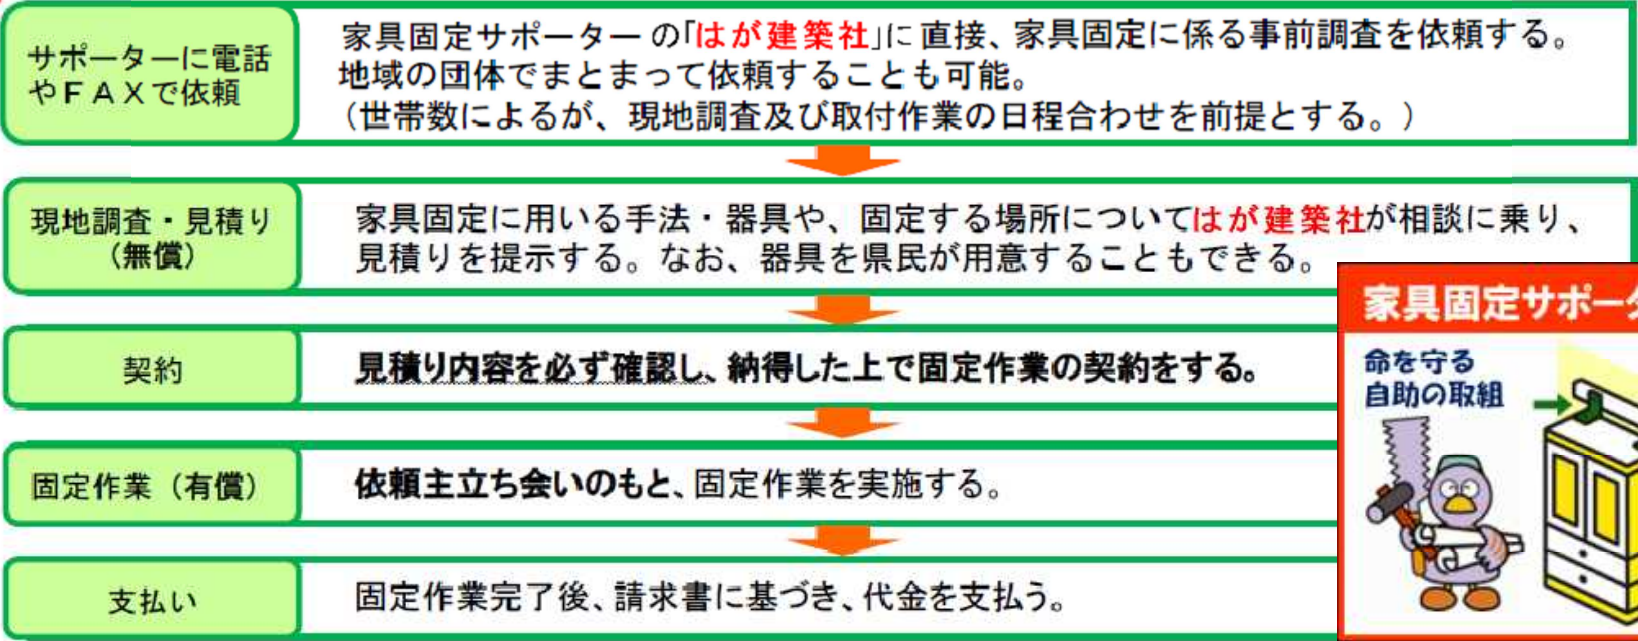 サポーターに電話
やＦＡＸで依頼
家具固定サポーター の「はが建築社」に 直接、家具固定に係る事前調査を依頼する。
地域の団体でまとまって依頼することも可能。
（世帯数によるが、現地調査及び取付作業の日程合わせを前提とする。）
現地調査・見積り
（無償）
家具固定に用いる手法・器具や、固定する場所についてはが建築社が相談に乗り、
見積りを提示する。なお、器具を県民が用意することもできる。
契約
見積り内容を必ず確認し、納得した上で固定作業の契約をする。
固定作業（有償）
依頼主立ち会いのもと、固定作業を実施する。
支払い
固定作業完了後、請求書に基づき、代金を支払う。
家具固定サポー
命を守る
自助の取組